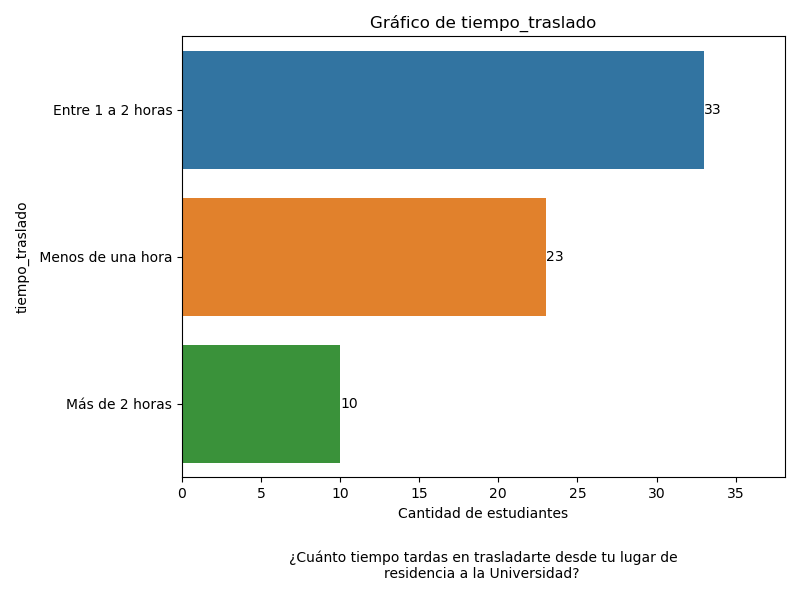 Gráfico de tiempo_traslado
tiempo_traslado
Entre 1 a 2 horas
33
Menos de una hora
23
Más de 2 horas
10
0 5 10 15 20 25 30 35
Cantidad de estudiantes
¿Cuánto tiempo tardas en trasladarte desde tu lugar de
residencia a la Universidad?